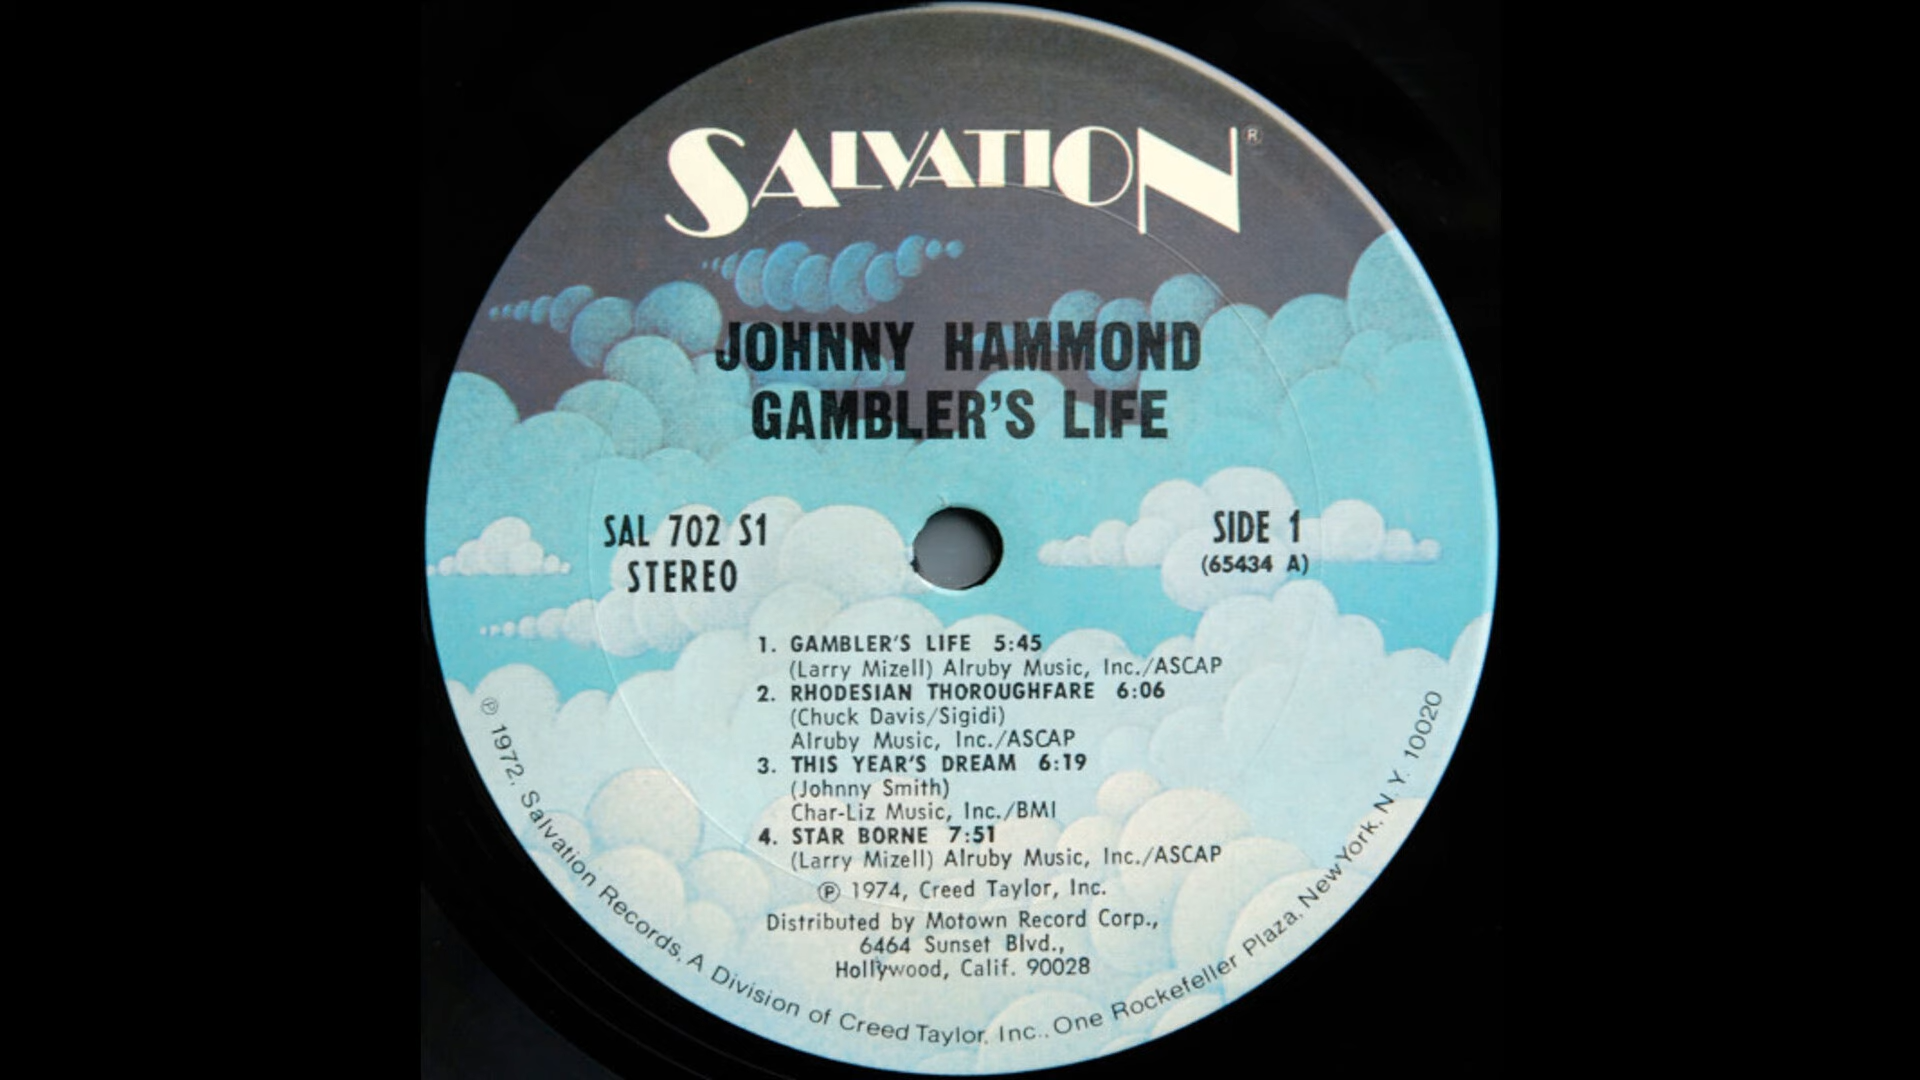 SALVATION®
JOHNNY HAMMOND
GAMBLER'S LIFE
SAL 702 S1
STEREO
SIDE 1
(65434 A)
1. GAMBLER'S LIFE 5:45
(Larry Mizell) Alruby Music, Inc./ASCAP
2. RHODESIAN THOROUGHFARE 6:06
(Chuck Davis/Sigidi)
Alruby Music, Inc./ASCAP
3. THIS YEAR'S DREAM 6:19
(Johnny Smith)
Char-Liz Music, Inc./BMI
4. STAR BORNE 7:51
(Larry Mizell) Alruby Music, Inc./ASCAP
℗ 1974, Creed Taylor, Inc.
Distributed by Motown Record Corp.,
6464 Sunset Blvd.,
Hollywood, Calif. 90028
℗ 1972, Salvation Records, A Division of Creed Taylor, Inc., One Rockefeller Plaza, New York, N.Y. 10020